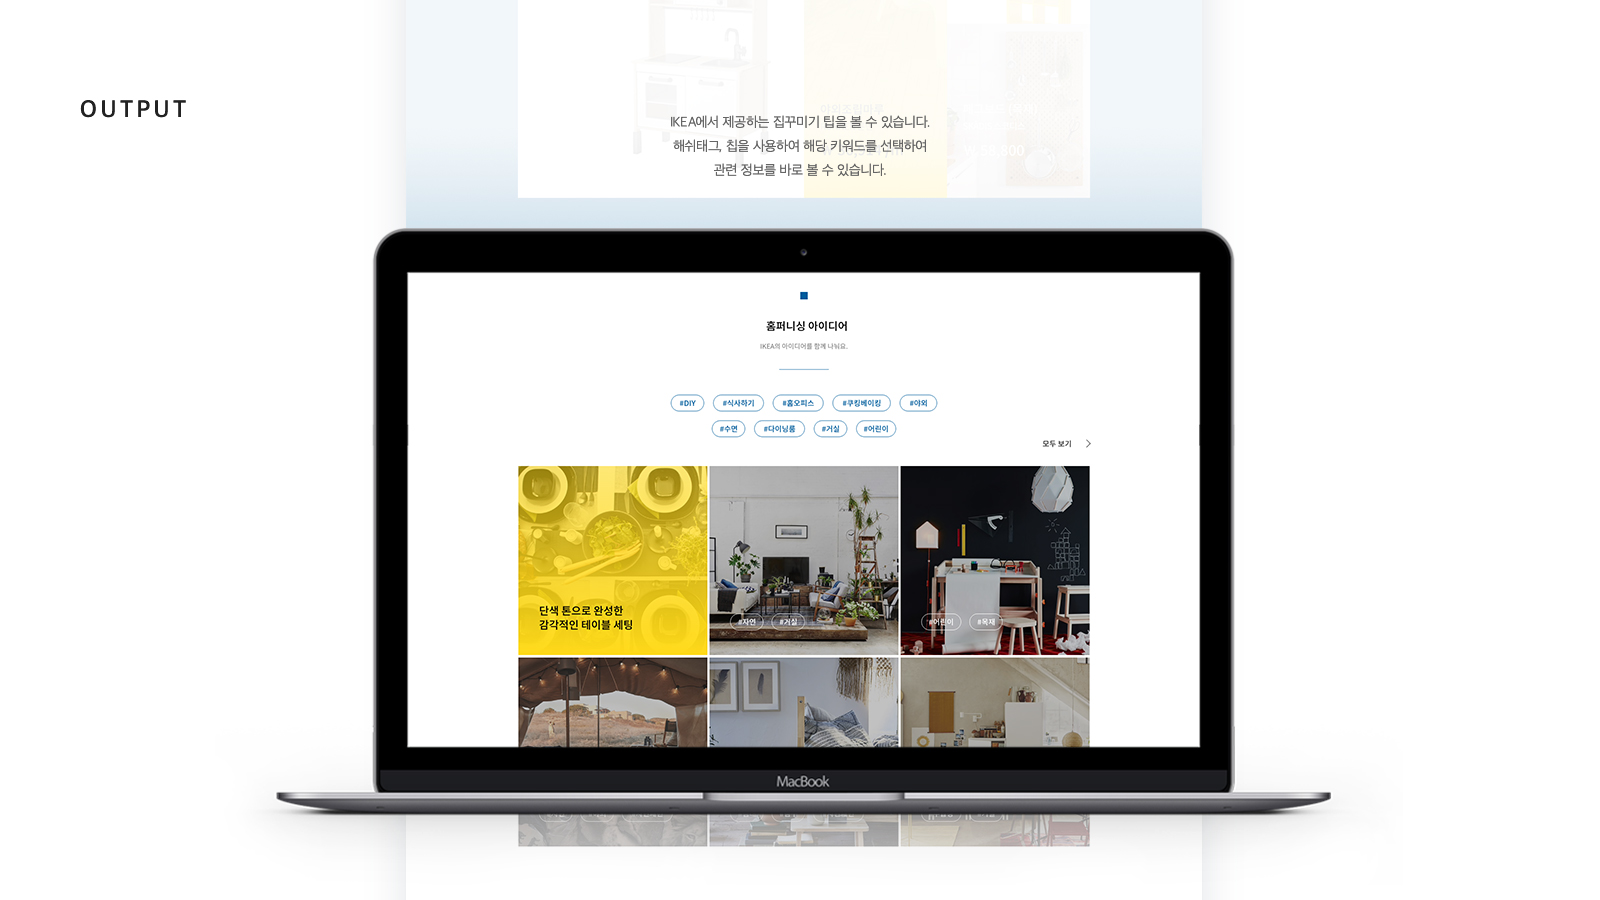 OUTPUT
IKEA에서 제공하는 집꾸미기 팁을 볼 수 있습니다.
해쉬태그, 칩을 사용하여 해당 키워드를 선택하여
관련 정보를 바로 볼 수 있습니다.
홈퍼니싱 아이디어
IKEA의 아이디어를 함께 나눠요.
#DIY #식사하기 #홈오피스 #쿠킹베이킹 #야외
#수면 #다이닝룸 #거실 #어린이
모두 보기
단색 톤으로 완성한
감각적인 테이블 세팅
#자연 #거실
#어린이 #목재
MacBook